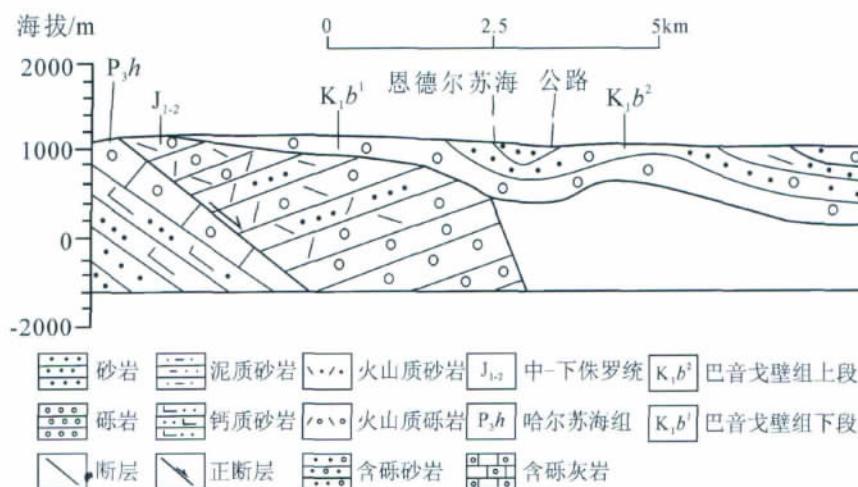 海拔/m
0 2.5 5km
2000
1000
0
-2000
P₃h
J₁₋₂
K₁b¹
恩德尔苏海
公路
K₁b²
砂岩 泥质砂岩 火山质砂岩 J₁₋₂ 中-下侏罗统 K₁b² 巴音戈壁组上段
砾岩 钙质砂岩 火山质砾岩 P₃h 哈尔苏海组 K₁b¹ 巴音戈壁组下段
断层 正断层 含砾砂岩 含砾灰岩